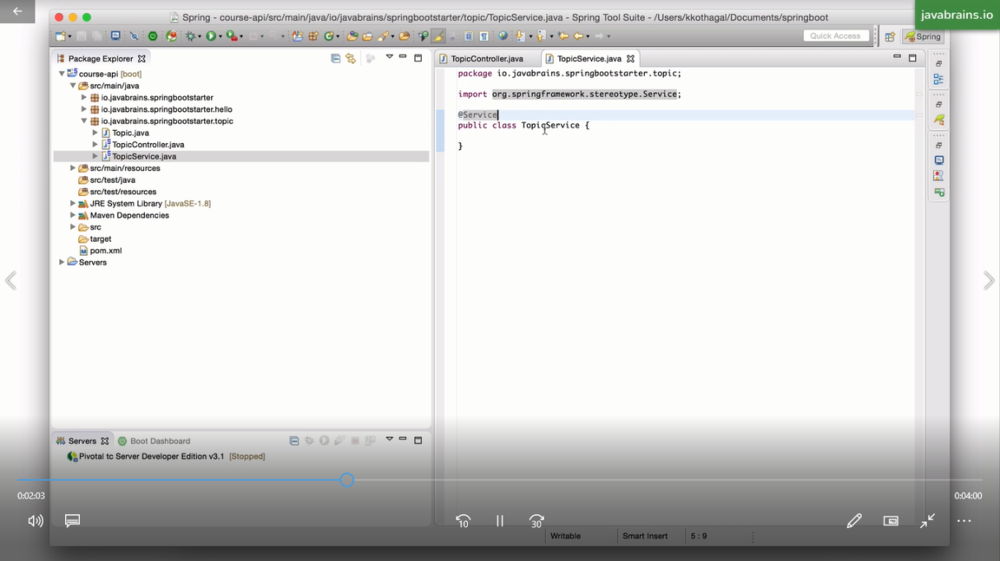 javabrains.io
Spring - course-api/src/main/java/io/javabrains/springbootstarter/topic/TopicService.java - Spring Tool Suite - /Users/kkothagal/Documents/springboot
Quick Access
Spring
Package Explorer
course-api [boot]
src/main/java
io.javabrains.springbootstarter
io.javabrains.springbootstarter.hello
io.javabrains.springbootstarter.topic
Topic.java
TopicController.java
TopicService.java
src/main/resources
src/test/java
src/test/resources
JRE System Library [JavaSE-1.8]
Maven Dependencies
src
target
pom.xml
Servers
TopicController.java
TopicService.java
package io.javabrains.springbootstarter.topic;
import org.springframework.stereotype.Service;
@Service
public class TopicService {
}
Servers
Boot Dashboard
Pivotal tc Server Developer Edition v3.1 [Stopped]
0:02:03
0:04:00
10
30
Writable
Smart Insert
5 : 9